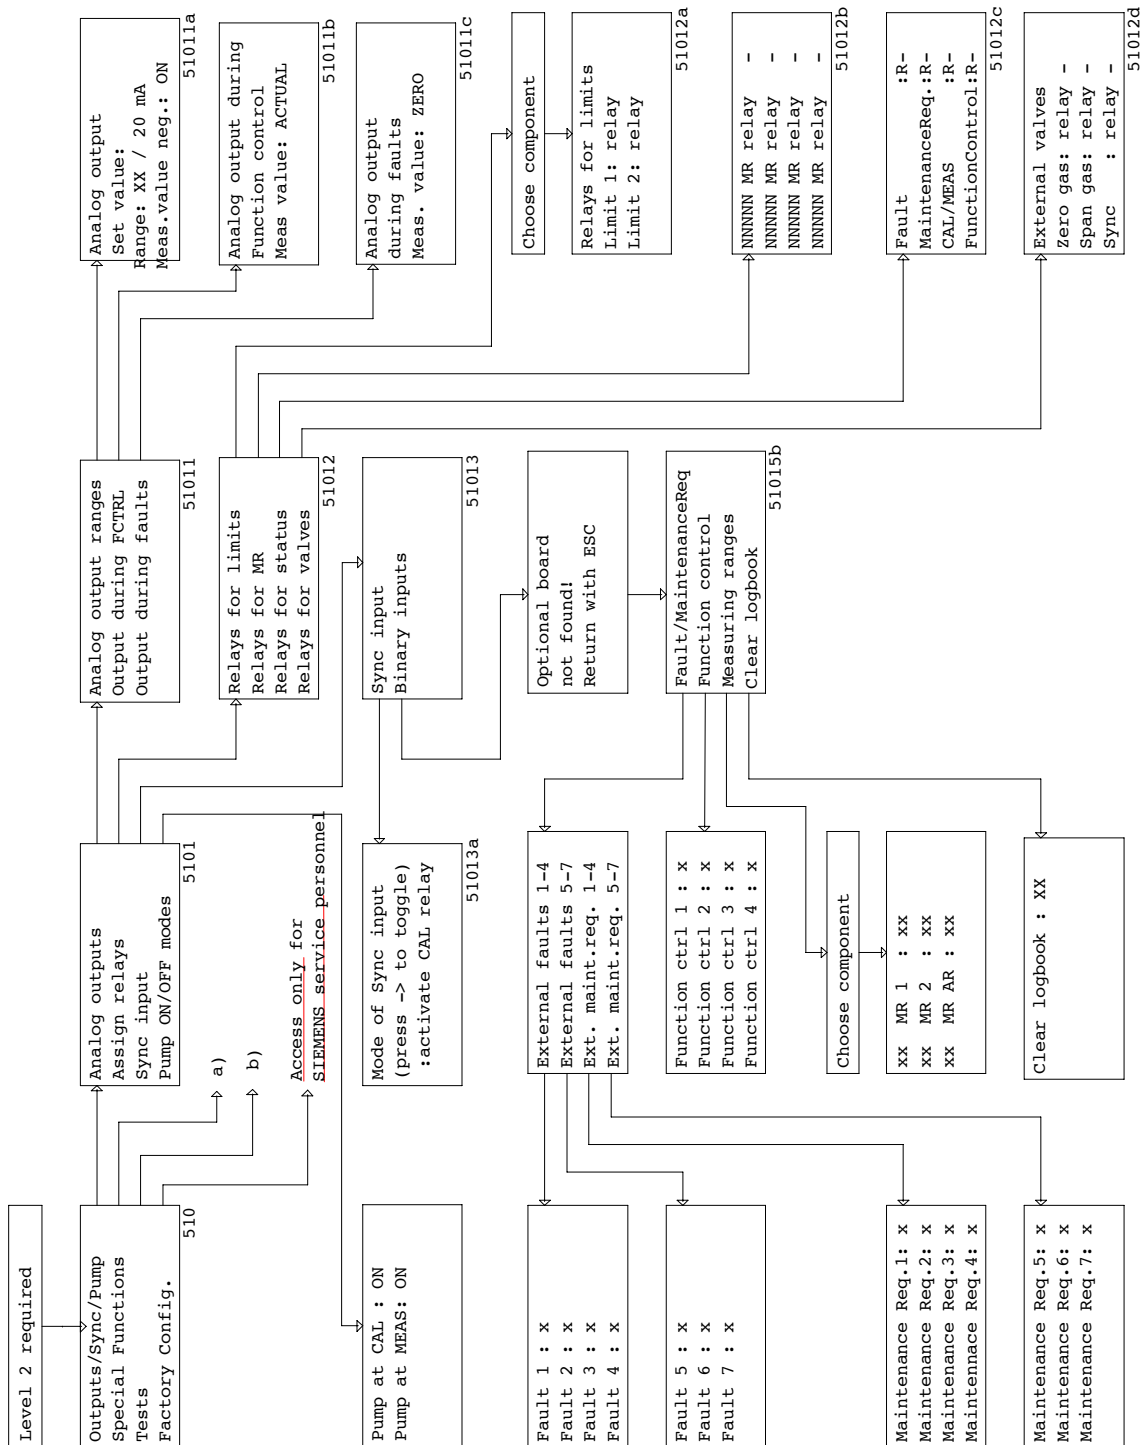 Level 2 required
Outputs/Sync/Pump
Special Functions
Tests
Factory Config.
510
a)
b)
Access only for
SIEMENS service personnel
Analog outputs
Assign relays
Sync input
Pump ON/OFF modes
5101
Analog output ranges
Output during FCTRL
Output during faults
51011
Analog output
Set value:
Range: XX / 20 mA
Meas.value neg.: ON
51011a
Analog output during
Function control
Meas value: ACTUAL
51011b
Analog output
during faults
Meas. value: ZERO
51011c
Relays for limits
Relays for MR
Relays for status
Relays for valves
51012
Choose component
Relays for limits
Limit 1: relay
Limit 2: relay
51012a
NNNNN MR relay -
NNNNN MR relay -
NNNNN MR relay -
NNNNN MR relay -
51012b
Fault :R-
MaintenanceReq.:R-
CAL/MEAS :R-
FunctionControl:R-
51012c
External valves
Zero gas: relay -
Span gas: relay -
Sync : relay -
51012d
Pump at CAL : ON
Pump at MEAS: ON
Mode of Sync input
(press -> to toggle)
:activate CAL relay
51013a
Sync input
Binary inputs
51013
Optional board
not found!
Return with ESC
Fault/MaintenanceReq
Function control
Measuring ranges
Clear logbook
51015b
External faults 1-4
External faults 5-7
Ext. maint.req. 1-4
Ext. maint.req. 5-7
Function ctrl 1 : x
Function ctrl 2 : x
Function ctrl 3 : x
Function ctrl 4 : x
Choose component
xx MR 1 : xx
xx MR 2 : xx
xx MR AR : xx
Clear logbook : XX
Fault 1 : x
Fault 2 : x
Fault 3 : x
Fault 4 : x
Fault 5 : x
Fault 6 : x
Fault 7 : x
Maintenance Req.1: x
Maintenance Req.2: x
Maintenance Req.3: x
Maintennace Req.4: x
Maintenance Req.5: x
Maintenance Req.6: x
Maintenance Req.7: x